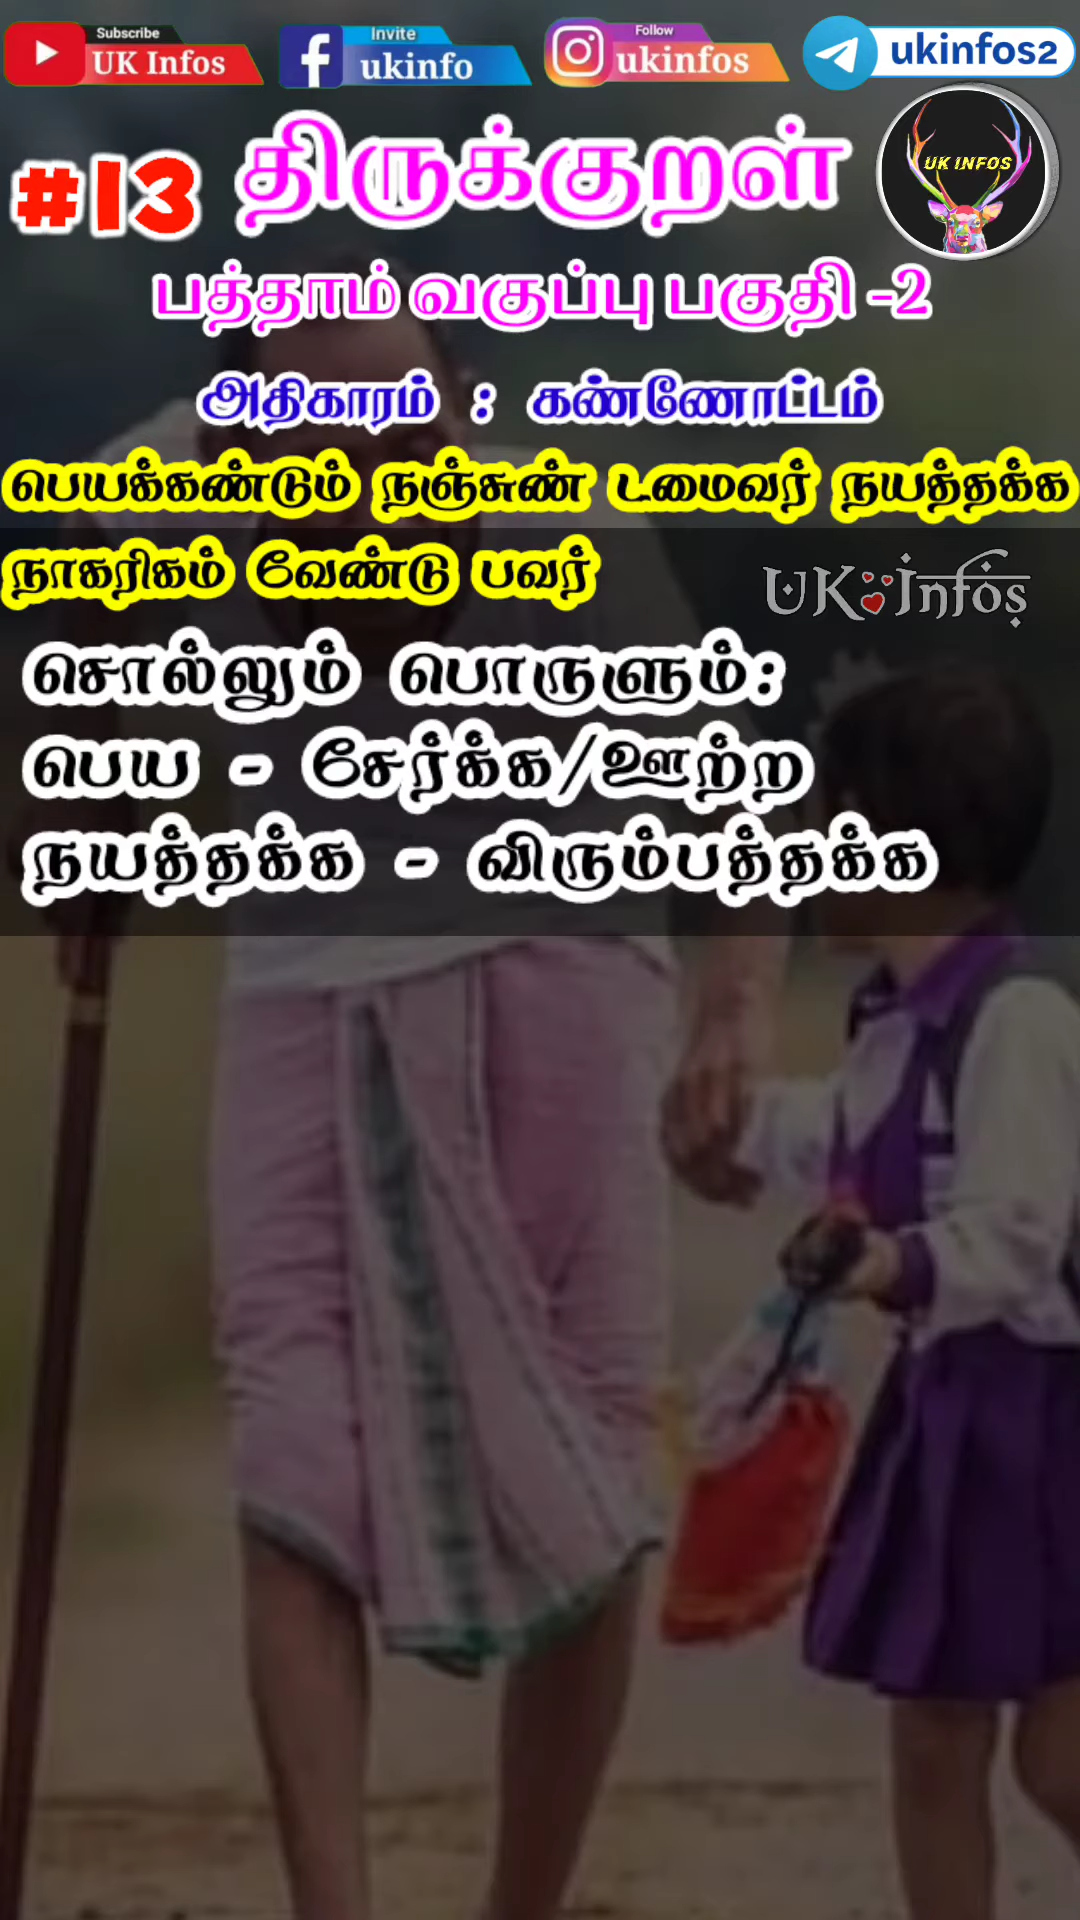 Subscribe
UK Infos
Invite
ukinfo
Follow
ukinfos
ukinfos2
UK INFOS
#13 திருக்குறள்
பத்தாம் வகுப்பு பகுதி -2
அதிகாரம் : கண்ணோட்டம்
பெயக்கண்டும் நஞ்சுண் டமைவர் நயத்தக்க
நாகரிகம் வேண்டு பவர்
UK Infos
சொல்லும் பொருளும்:
பெய - சேர்க்க/ஊற்ற
நயத்தக்க - விரும்பத்தக்க